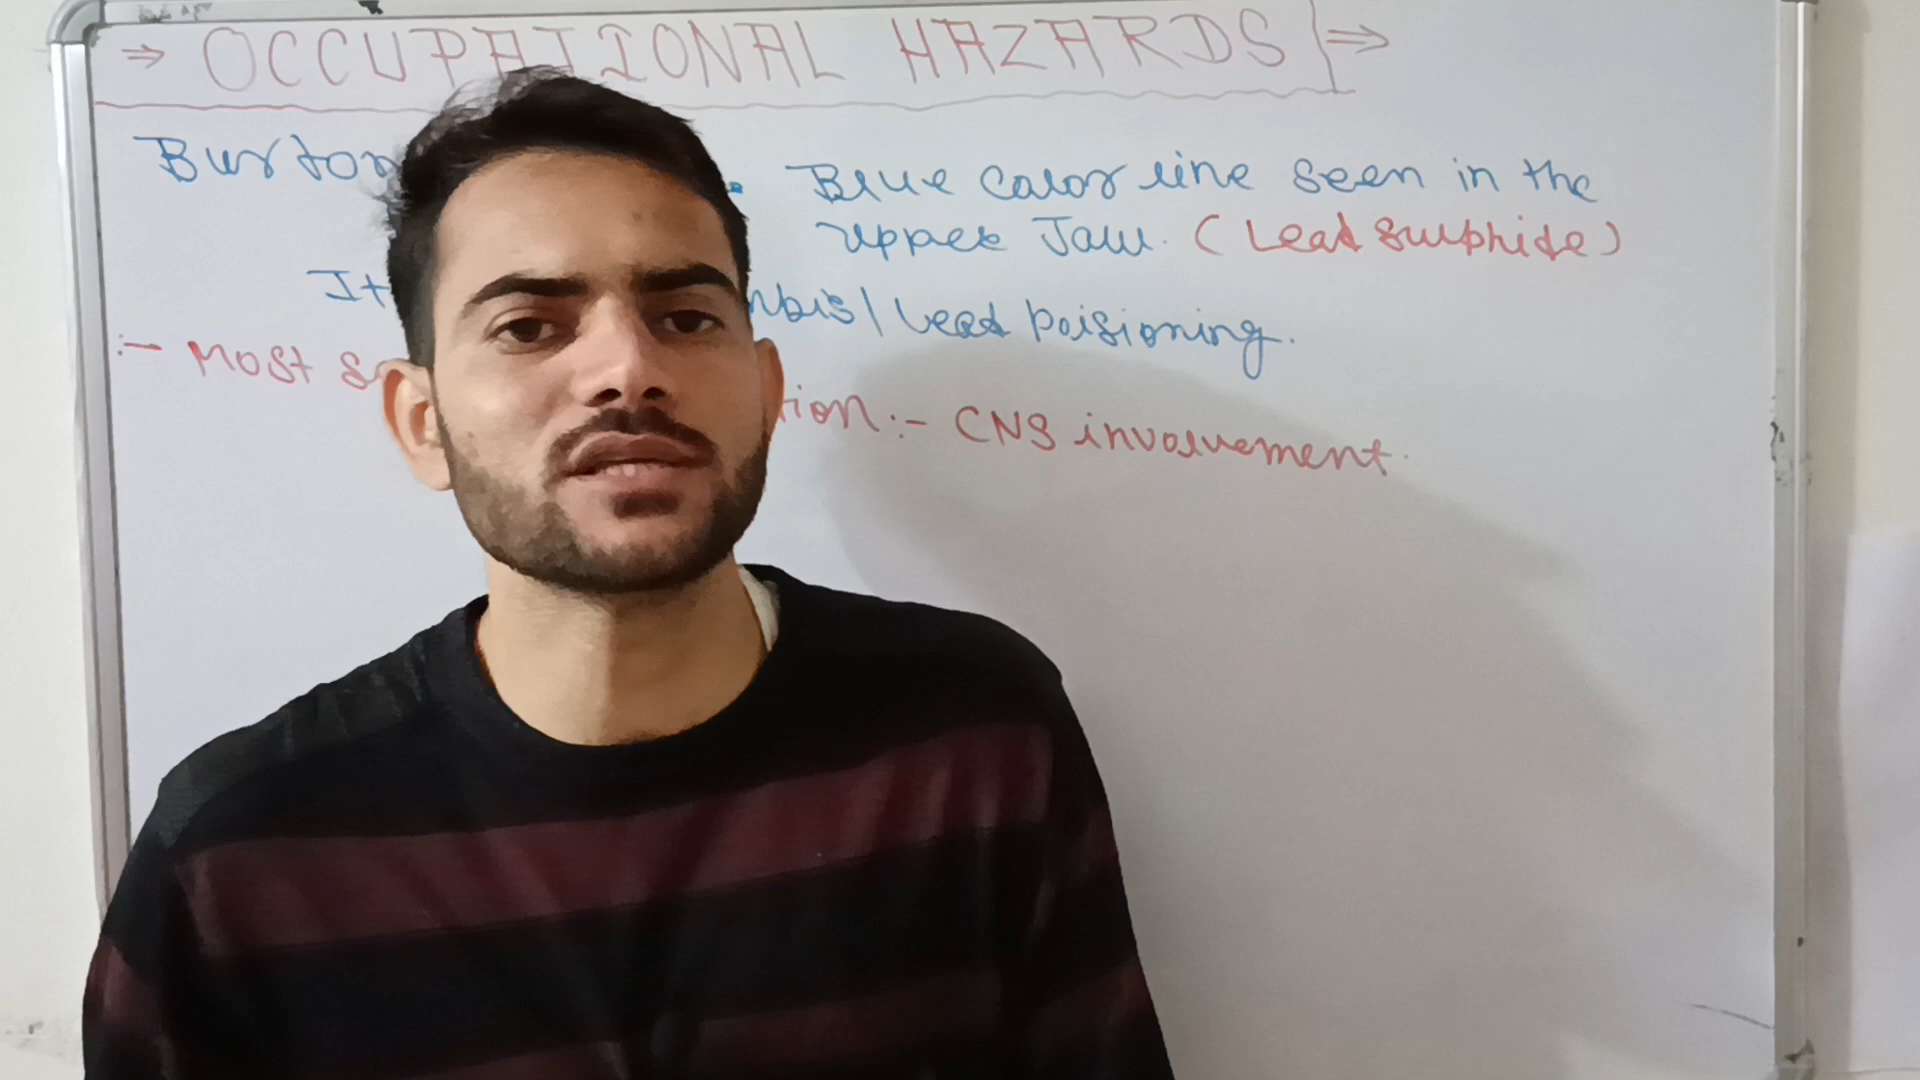 ⇒ OCCUPATIONAL HAZARDS ⇒
Burton Blue color line seen in the
upper Jaw. (Lead sulphide)
It / Lead Poisioning.
:- Most :- CNS involvement.